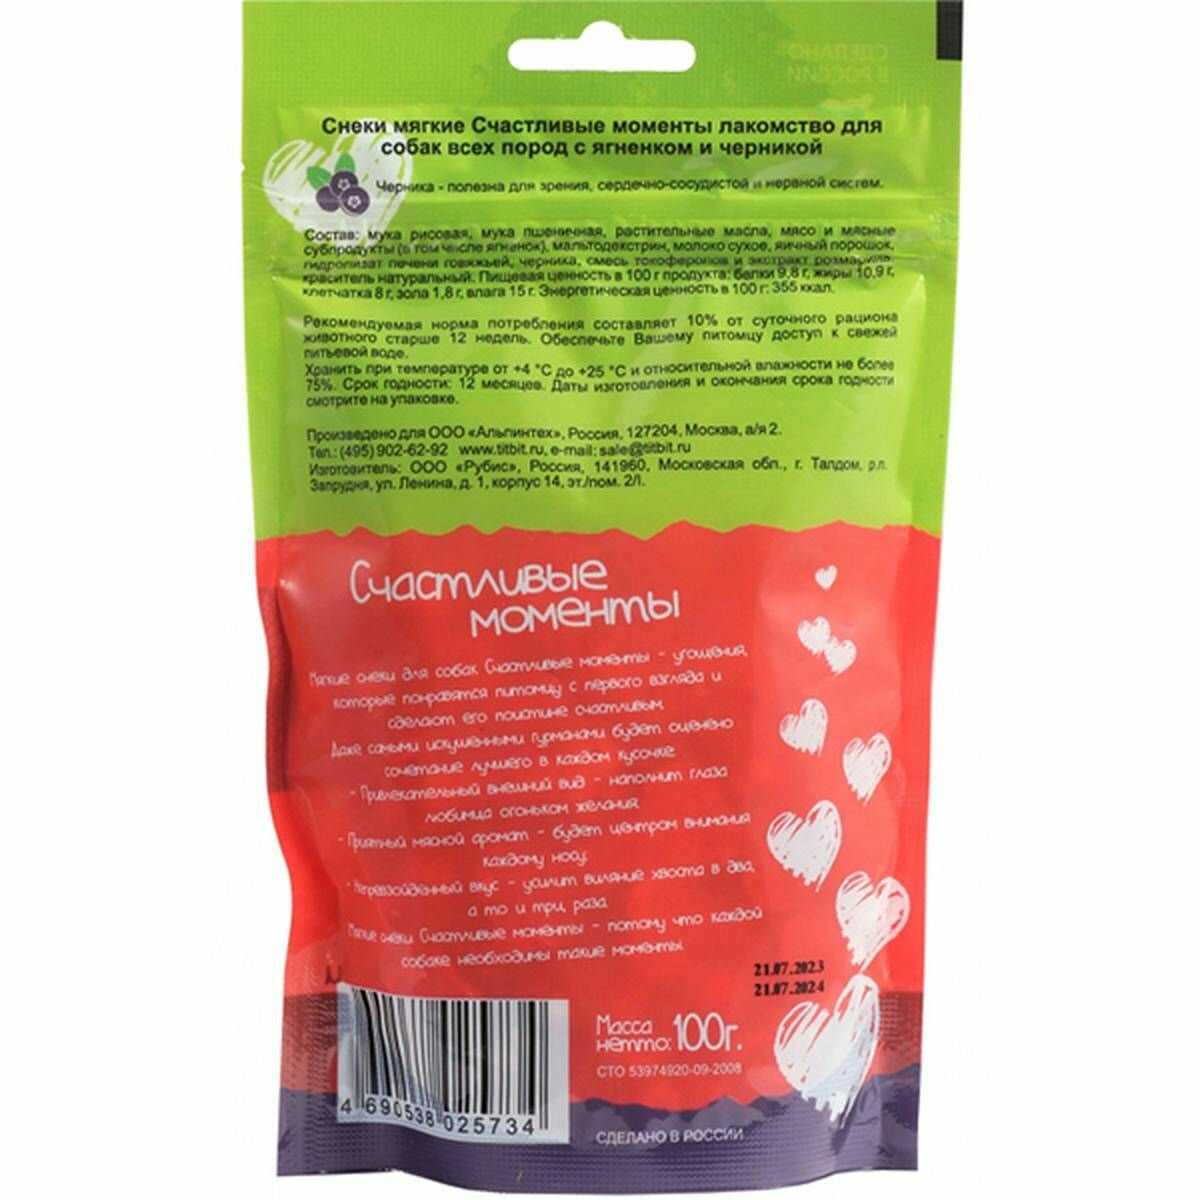 СДЕЛАНО
В РОССИИ
Снеки мягкие Счастливые моменты лакомство для
собак всех пород с ягненком и черникой
Черника - полезна для зрения, сердечно-сосудистой и нервной систем.
Состав: мука рисовая, мука пшеничная, растительные масла, мясо и мясные
субпродукты (в том числе ягненок), мальтодекстрин, молоко сухое, яичный порошок,
гидролизат печени говяжьей, черника, смесь токоферолов и экстракт розмарина,
краситель натуральный. Пищевая ценность в 100 г продукта: белки 9,8 г, жиры 10,9 г,
клетчатка 8 г, зола 1,8 г, влага 15 г. Энергетическая ценность в 100 г: 355 ккал.
Рекомендуемая норма потребления составляет 10% от суточного рациона
животного старше 12 недель. Обеспечьте Вашему питомцу доступ к свежей
питьевой воде.
Хранить при температуре от +4 °C до +25 °C и относительной влажности не более
75%. Срок годности: 12 месяцев. Даты изготовления и окончания срока годности
смотрите на упаковке.
Произведено для ООО «Альпинтех», Россия, 127204, Москва, а/я 2.
Тел.: (495) 902-62-92 www.titbit.ru, e-mail: sale@titbit.ru
Изготовитель: ООО «Рубис», Россия, 141960, Московская обл., г. Талдом, р.п.
Запрудня, ул. Ленина, д. 1, корпус 14, эт./пом. 2/I.
Счастливые
моменты
Мягкие снеки для собак Счастливые моменты - угощения,
которые понравятся питомцу с первого взгляда и
сделают его поистине счастливым.
Даже самыми искушенными гурманами будет оценено
сочетание лучшего в каждом кусочке:
- Привлекательный внешний вид - наполнит глаза
любимца огоньком желания.
- Приятный мясной аромат - будет центром внимания
каждому носу;
- Непревзойденный вкус - усилит виляние хвоста в два,
а то и три, раза.
Мягкие снеки Счастливые моменты - потому что каждой
собаке необходимы такие моменты.
21.07.2023
21.07.2024
Масса
нетто: 100г.
СТО 53974920-09-2008
4 690538 025734
СДЕЛАНО В РОССИИ